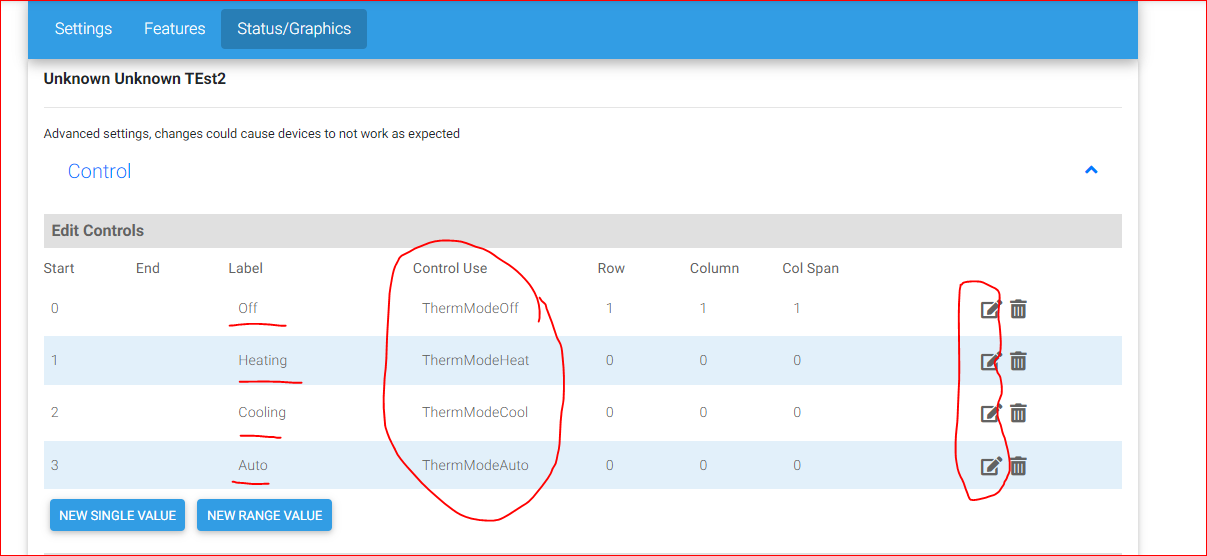 Settings Features Status/Graphics
Unknown Unknown TEst2
Advanced settings, changes could cause devices to not work as expected
Control
Edit Controls
Start End Label Control Use Row Column Col Span
0 Off ThermModeOff 1 1 1
1 Heating ThermModeHeat 0 0 0
2 Cooling ThermModeCool 0 0 0
3 Auto ThermModeAuto 0 0 0
NEW SINGLE VALUE NEW RANGE VALUE